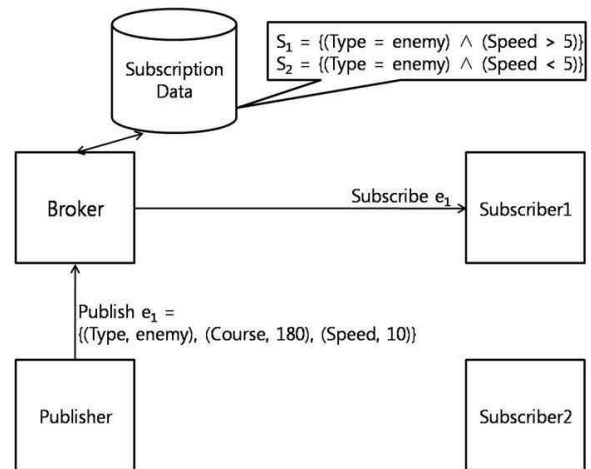 Subscription
Data
S₁ = {(Type = enemy) ∧ (Speed > 5)}
S₂ = {(Type = enemy) ∧ (Speed < 5)}
Broker
Subscribe e₁
Subscriber1
Publish e₁ =
{(Type, enemy), (Course, 180), (Speed, 10)}
Publisher
Subscriber2